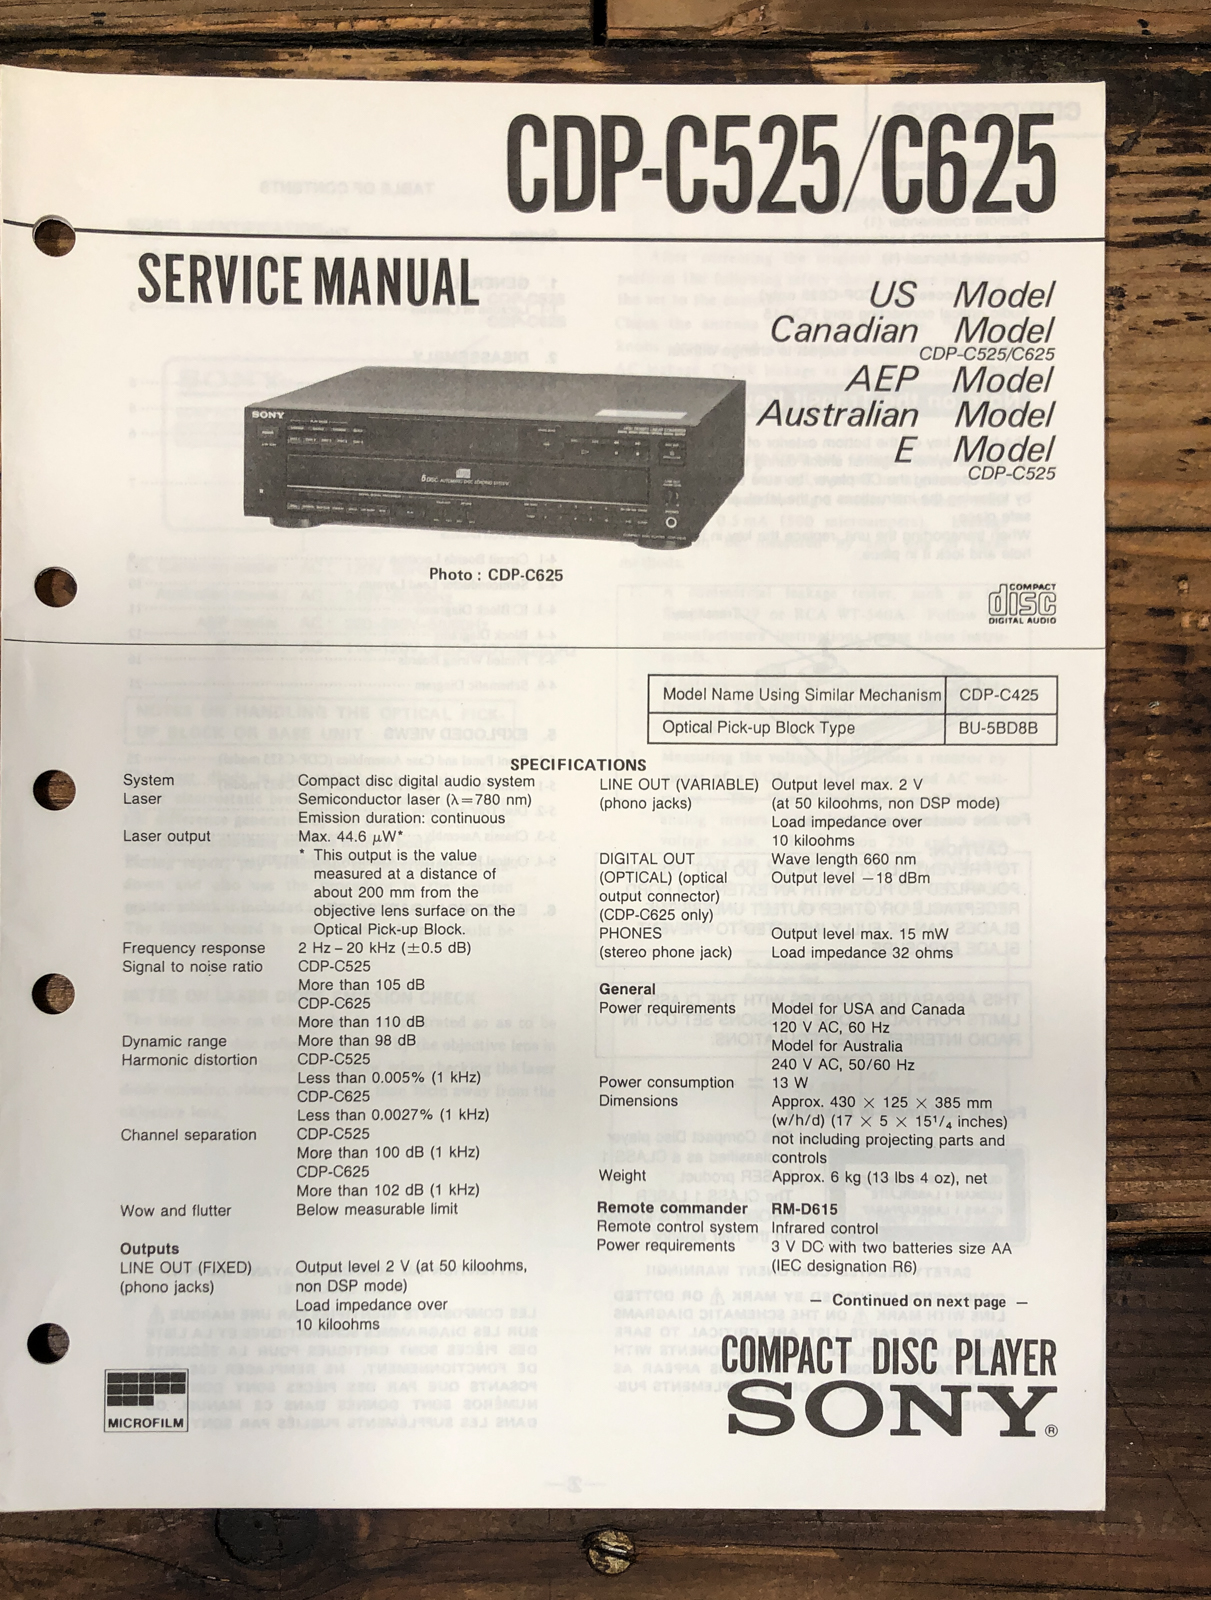 CDP-C525/C625
SERVICE MANUAL
US Model
Canadian Model
CDP-C525/C625
AEP Model
Australian Model
E Model
CDP-C525
SONY
Photo : CDP-C625
COMPACT
disc
DIGITAL AUDIO
Model Name Using Similar Mechanism CDP-C425
Optical Pick-up Block Type BU-5BD8B
SPECIFICATIONS
System Compact disc digital audio system
Laser Semiconductor laser (λ=780 nm)
Emission duration: continuous
Laser output Max. 44.6 μW*
* This output is the value
measured at a distance of
about 200 mm from the
objective lens surface on the
Optical Pick-up Block.
Frequency response 2 Hz – 20 kHz (±0.5 dB)
Signal to noise ratio CDP-C525
More than 105 dB
CDP-C625
More than 110 dB
Dynamic range More than 98 dB
Harmonic distortion CDP-C525
Less than 0.005% (1 kHz)
CDP-C625
Less than 0.0027% (1 kHz)
Channel separation CDP-C525
More than 100 dB (1 kHz)
CDP-C625
More than 102 dB (1 kHz)
Wow and flutter Below measurable limit
Outputs
LINE OUT (FIXED) Output level 2 V (at 50 kiloohms,
(phono jacks) non DSP mode)
Load impedance over
10 kiloohms
LINE OUT (VARIABLE) Output level max. 2 V
(phono jacks) (at 50 kiloohms, non DSP mode)
Load impedance over
10 kiloohms
DIGITAL OUT Wave length 660 nm
(OPTICAL) (optical Output level −18 dBm
output connector)
(CDP-C625 only)
PHONES Output level max. 15 mW
(stereo phone jack) Load impedance 32 ohms
General
Power requirements Model for USA and Canada
120 V AC, 60 Hz
Model for Australia
240 V AC, 50/60 Hz
Power consumption 13 W
Dimensions Approx. 430 × 125 × 385 mm
(w/h/d) (17 × 5 × 15 1/4 inches)
not including projecting parts and
controls
Weight Approx. 6 kg (13 lbs 4 oz), net
Remote commander RM-D615
Remote control system Infrared control
Power requirements 3 V DC with two batteries size AA
(IEC designation R6)
— Continued on next page —
MICROFILM
COMPACT DISC PLAYER
SONY®